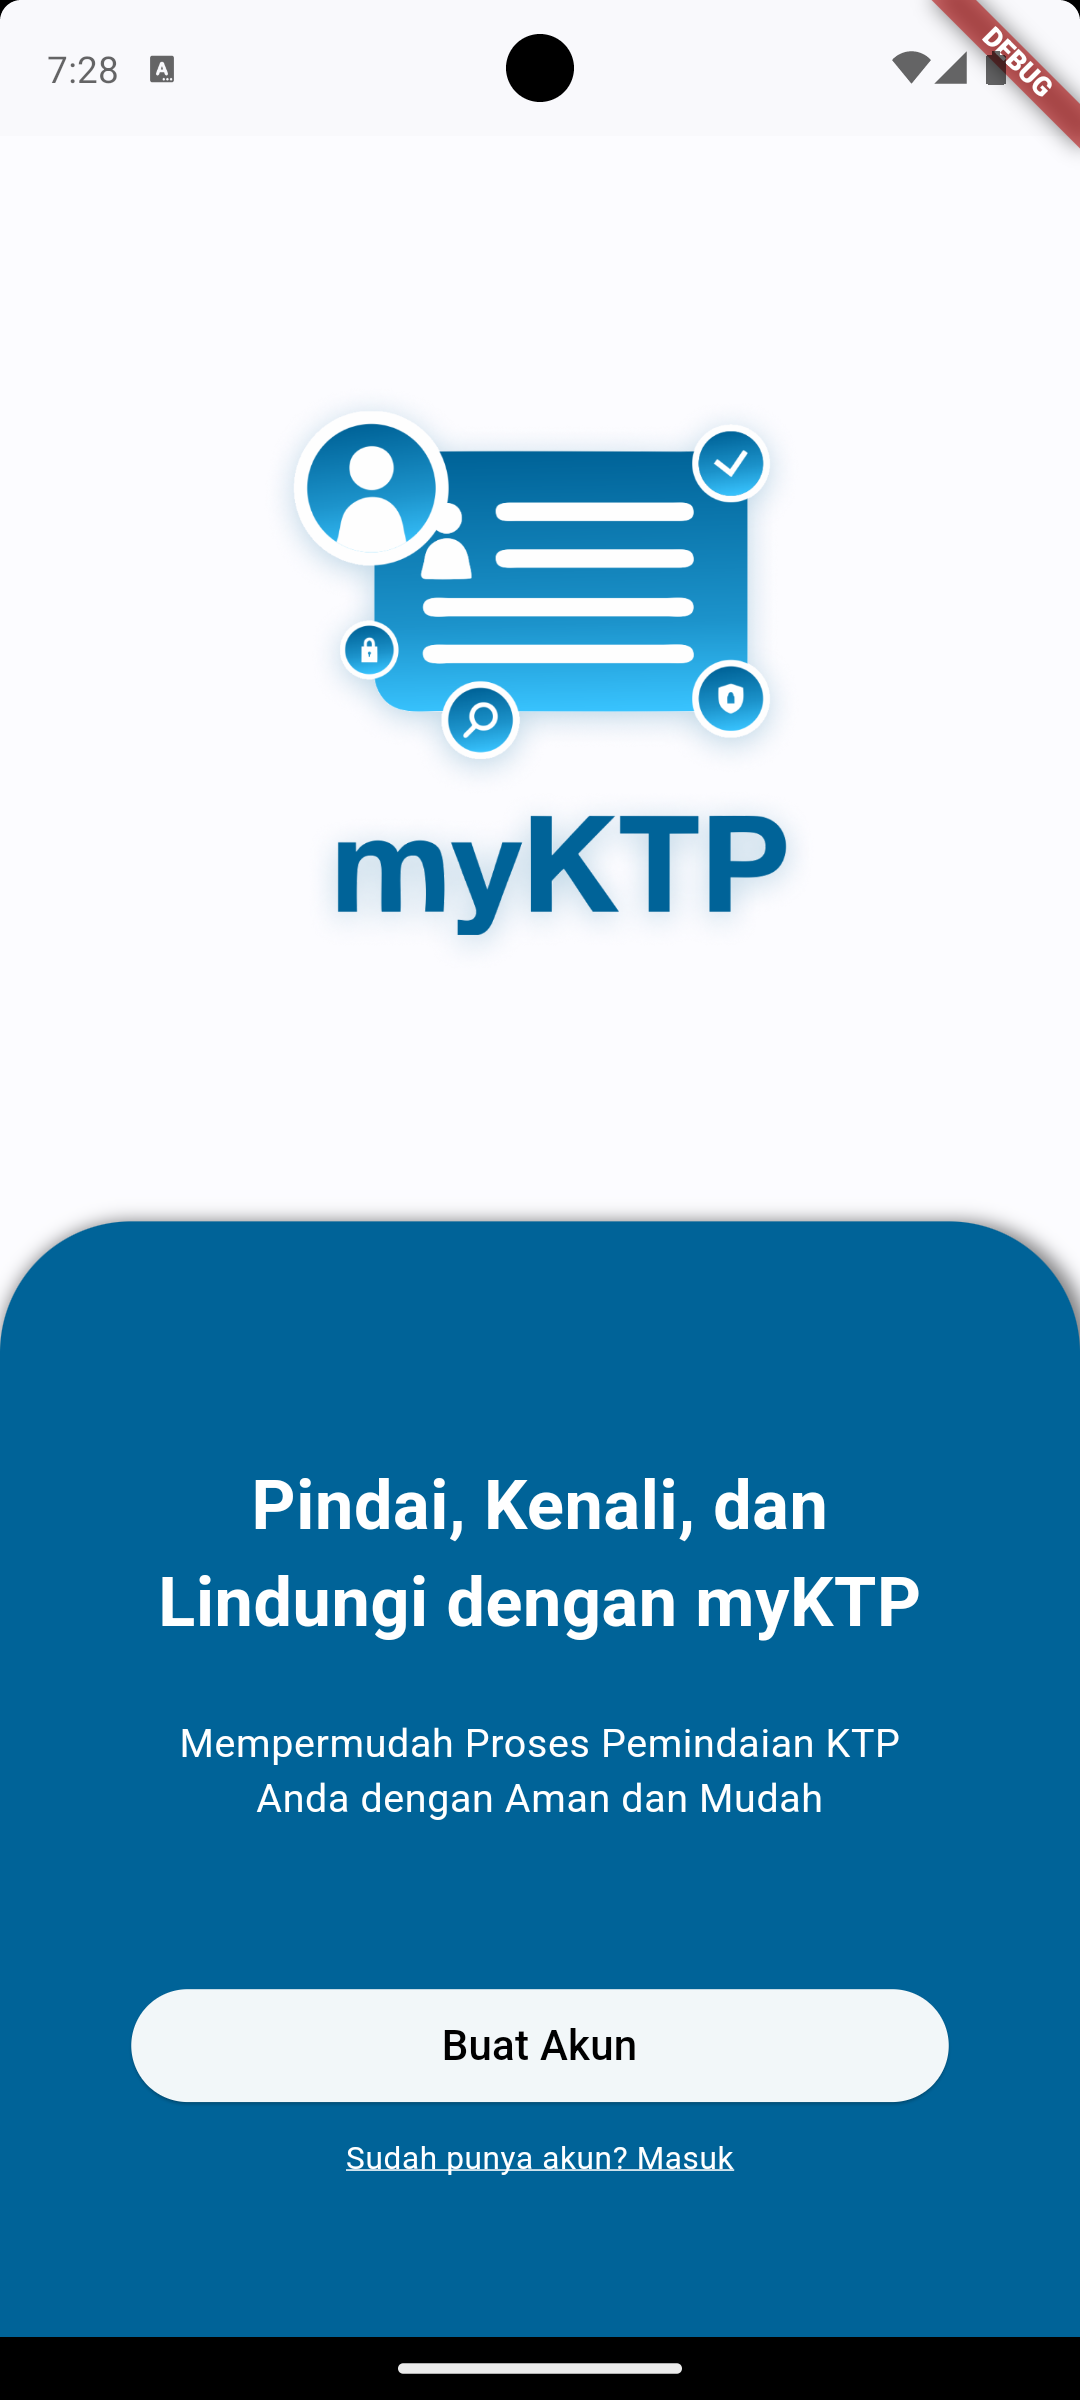 7:28
A
DEBUG
myKTP
Pindai, Kenali, dan
Lindungi dengan myKTP
Mempermudah Proses Pemindaian KTP
Anda dengan Aman dan Mudah
Buat Akun
Sudah punya akun? Masuk